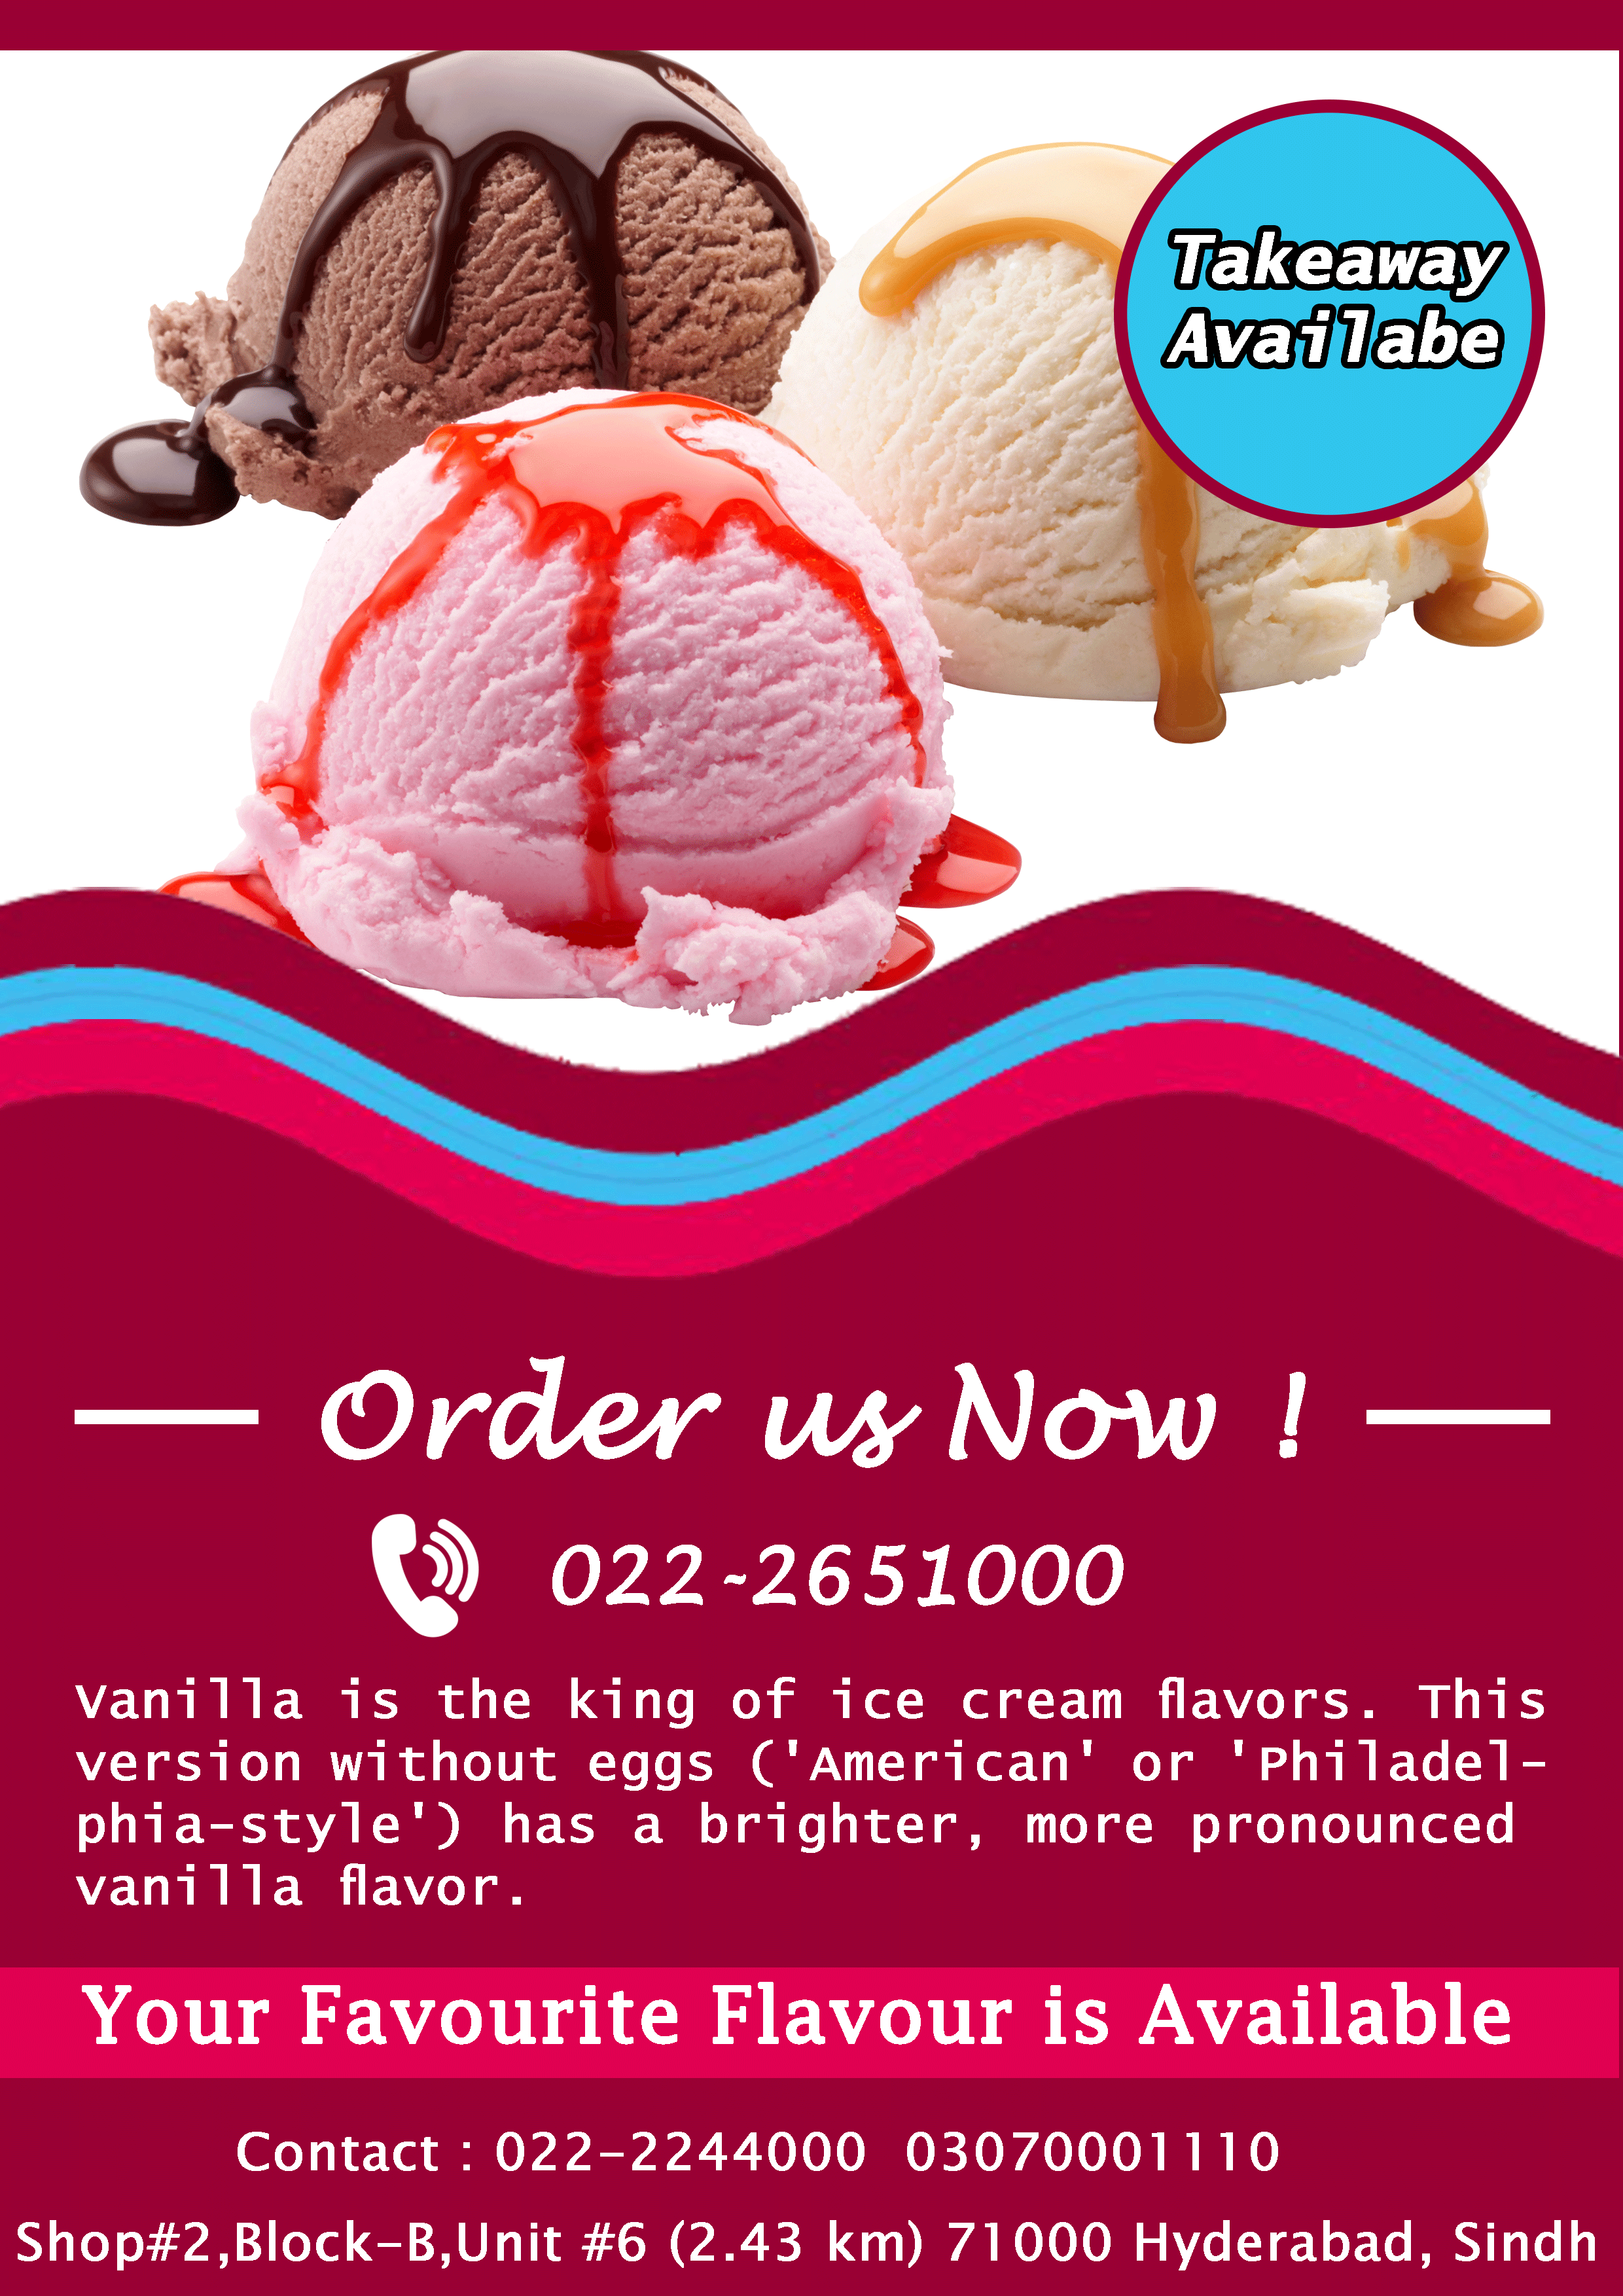 Takeaway
Availabe
Order us Now !
022-2651000
Vanilla is the king of ice cream flavors. This
version without eggs ('American' or 'Philadel-
phia-style') has a brighter, more pronounced
vanilla flavor.
Your Favourite Flavour is Available
Contact : 022-2244000 03070001110
Shop#2,Block-B,Unit #6 (2.43 km) 71000 Hyderabad, Sindh